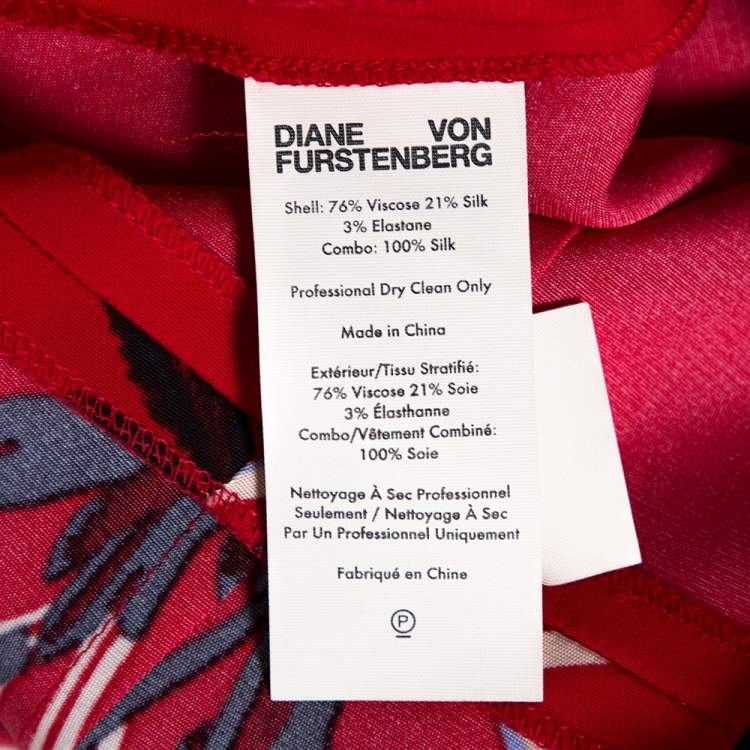 DIANE VON
FURSTENBERG
Shell: 76% Viscose 21% Silk
3% Elastane
Combo: 100% Silk
Professional Dry Clean Only
Made in China
Extérieur/Tissu Stratifié:
76% Viscose 21% Soie
3% Élasthanne
Combo/Vêtement Combiné:
100% Soie
Nettoyage À Sec Professionnel
Seulement / Nettoyage À Sec
Par Un Professionnel Uniquement
Fabriqué en Chine
P